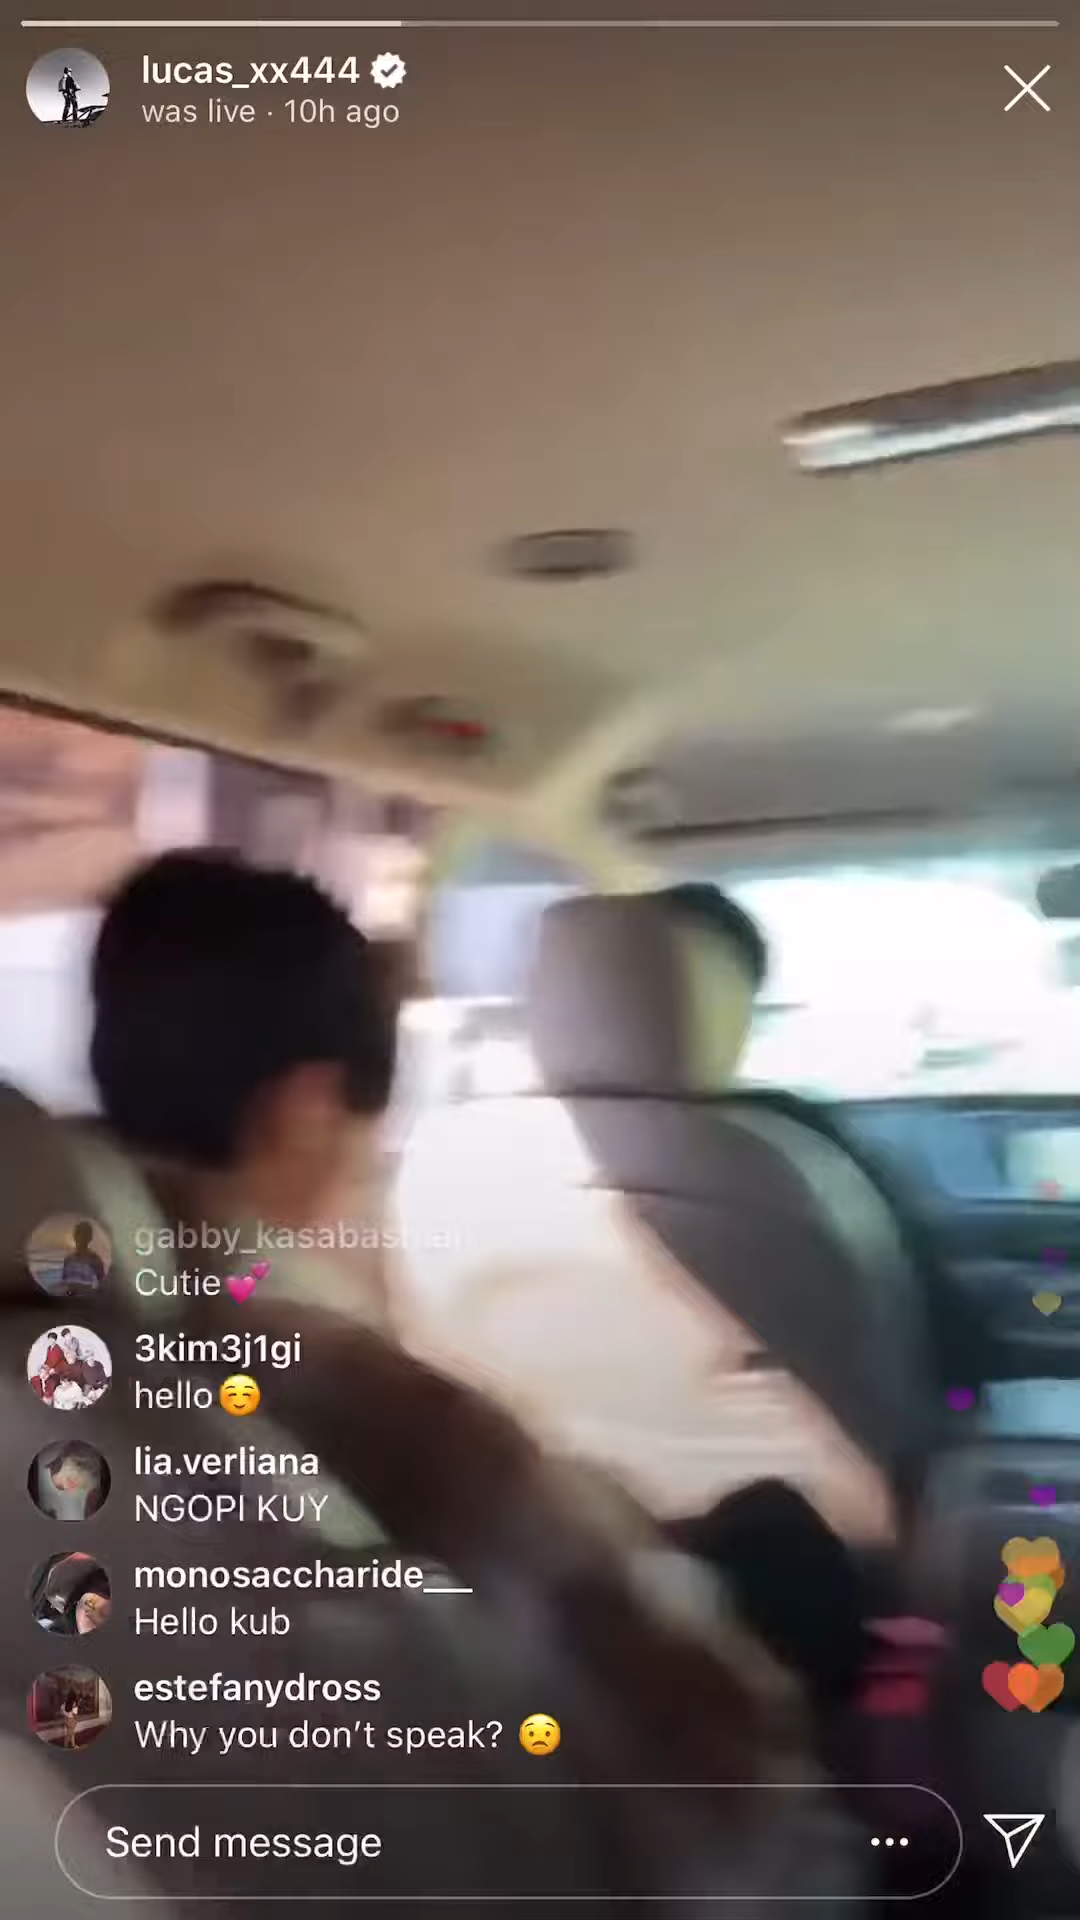 lucas_xx444
was live · 10h ago
Cutie💕
3kim3j1gi
hello☺️
lia.verliana
NGOPI KUY
monosaccharide___
Hello kub
estefanydross
Why you don't speak? 😟
Send message